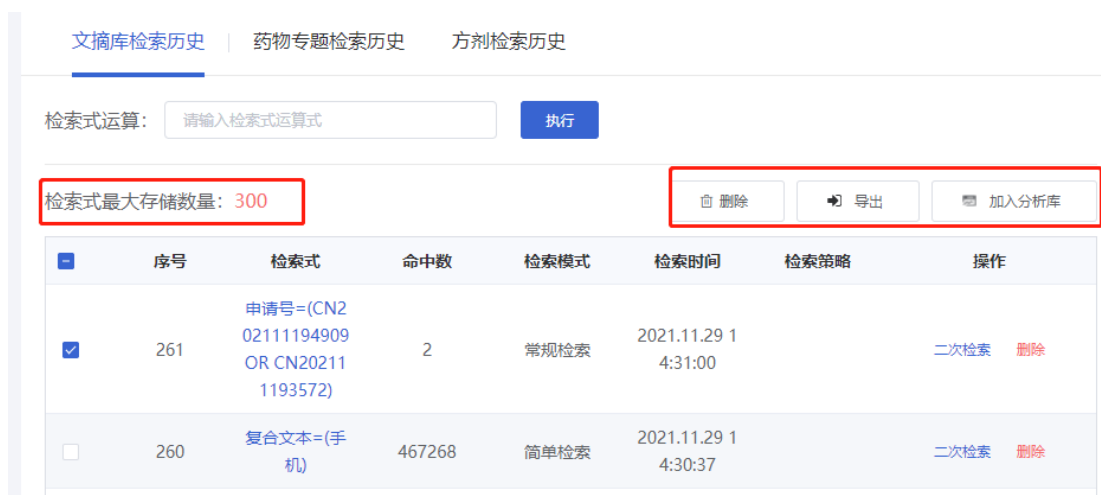 文摘库检索历史 药物专题检索历史 方剂检索历史
检索式运算： 请输入检索式运算式 执行
检索式最大存储数量：300 删除 导出 加入分析库
序号 检索式 命中数 检索模式 检索时间 检索策略 操作
申请号=(CN2
02111194909
OR CN20211
1193572)
261 2 常规检索 2021.11.29 1
4:31:00
二次检索 删除
复合文本=(手
机)
260 467268 简单检索 2021.11.29 1
4:30:37
二次检索 删除